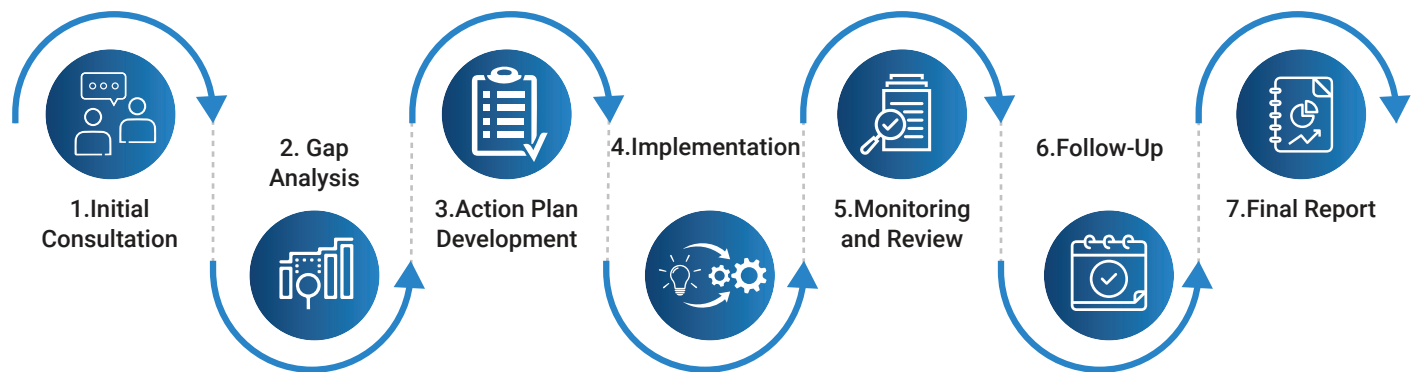 1.Initial
Consultation
2. Gap
Analysis
3.Action Plan
Development
4.Implementation
5.Monitoring
and Review
6.Follow-Up
7.Final Report